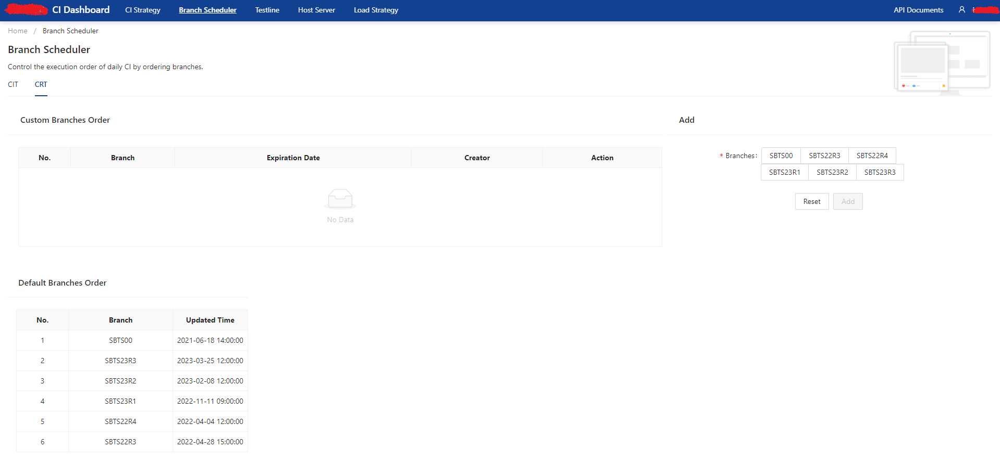 CI Dashboard CI Strategy Branch Scheduler Testline Host Server Load Strategy API Documents
Home / Branch Scheduler
Branch Scheduler
Control the execution order of daily CI by ordering branches.
CIT CRT
Custom Branches Order
No. Branch Expiration Date Creator Action
No Data
Add
* Branches: SBTS00 SBTS22R3 SBTS22R4
SBTS23R1 SBTS23R2 SBTS23R3
Reset Add
Default Branches Order
No. Branch Updated Time
1 SBTS00 2021-06-18 14:00:00
2 SBTS23R3 2023-03-25 12:00:00
3 SBTS23R2 2023-02-08 12:00:00
4 SBTS23R1 2022-11-11 09:00:00
5 SBTS22R4 2022-04-04 12:00:00
6 SBTS22R3 2022-04-28 15:00:00